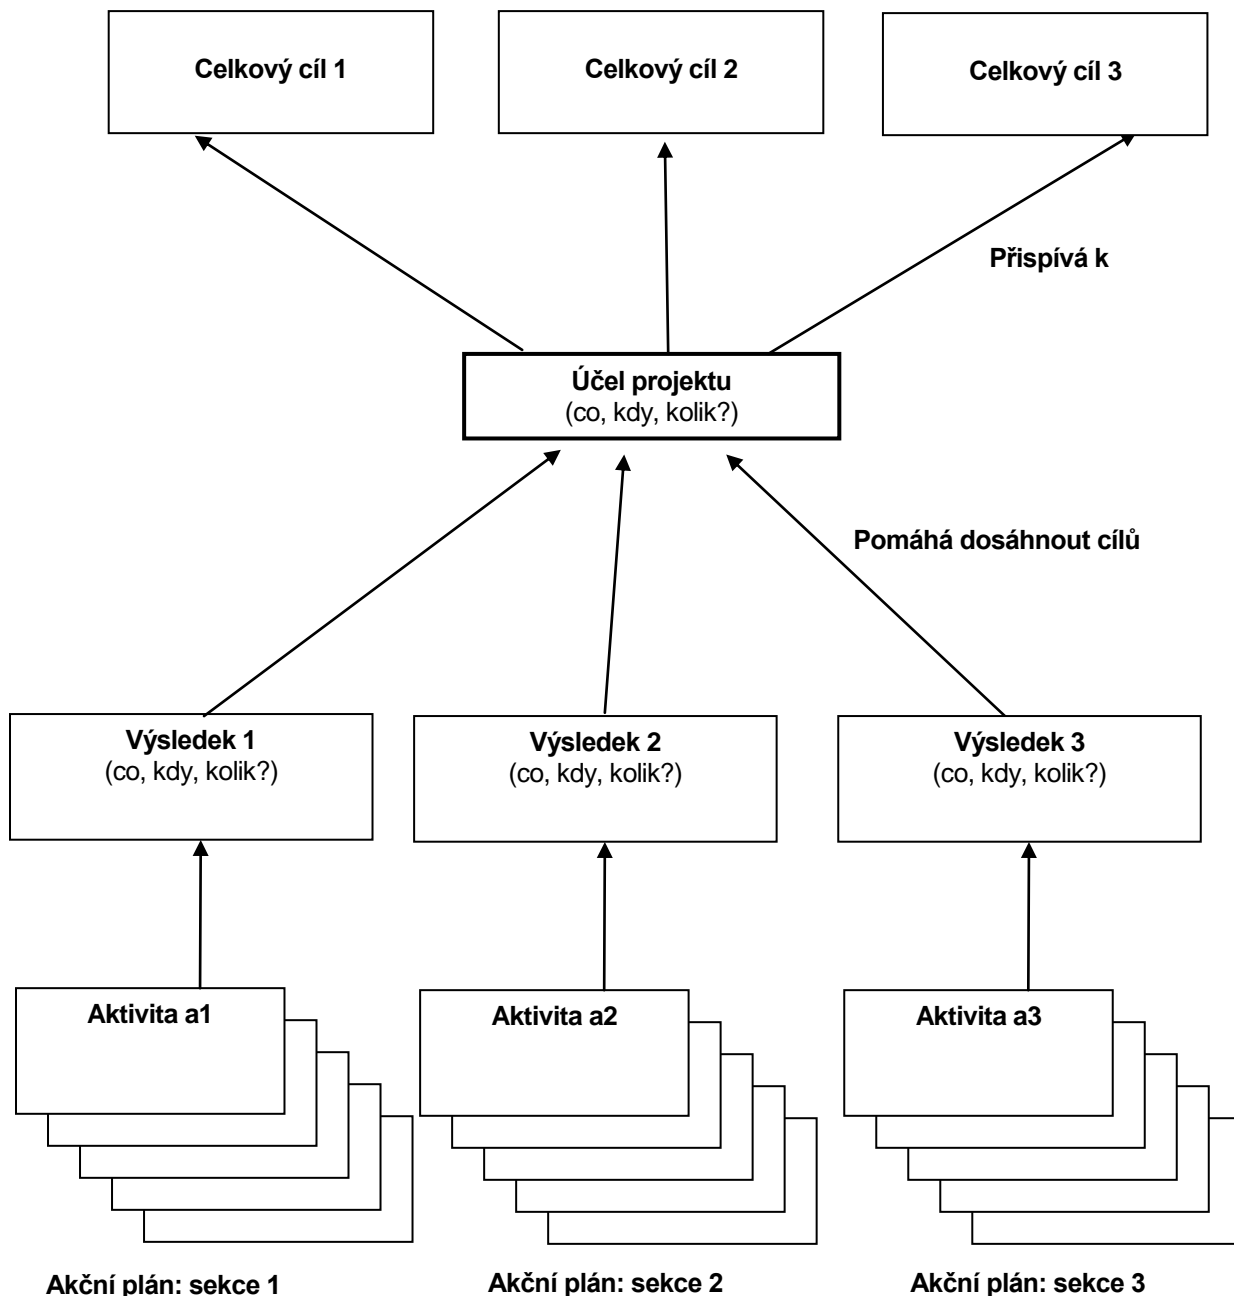 Celkový cíl 1
Celkový cíl 2
Celkový cíl 3
Přispívá k
Účel projektu
(co, kdy, kolik?)
Pomáhá dosáhnout cílů
Výsledek 1
(co, kdy, kolik?)
Výsledek 2
(co, kdy, kolik?)
Výsledek 3
(co, kdy, kolik?)
Aktivita a1
Aktivita a2
Aktivita a3
Akční plán: sekce 1
Akční plán: sekce 2
Akční plán: sekce 3